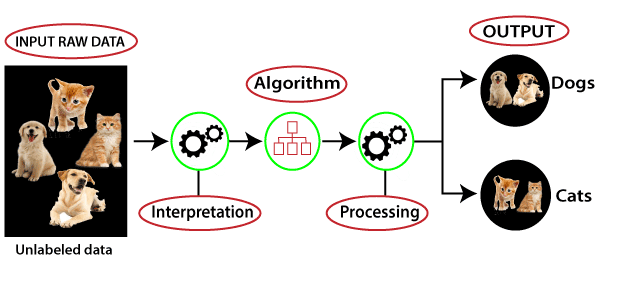 INPUT RAW DATA
Unlabeled data
Interpretation
Algorithm
Processing
OUTPUT
Dogs
Cats